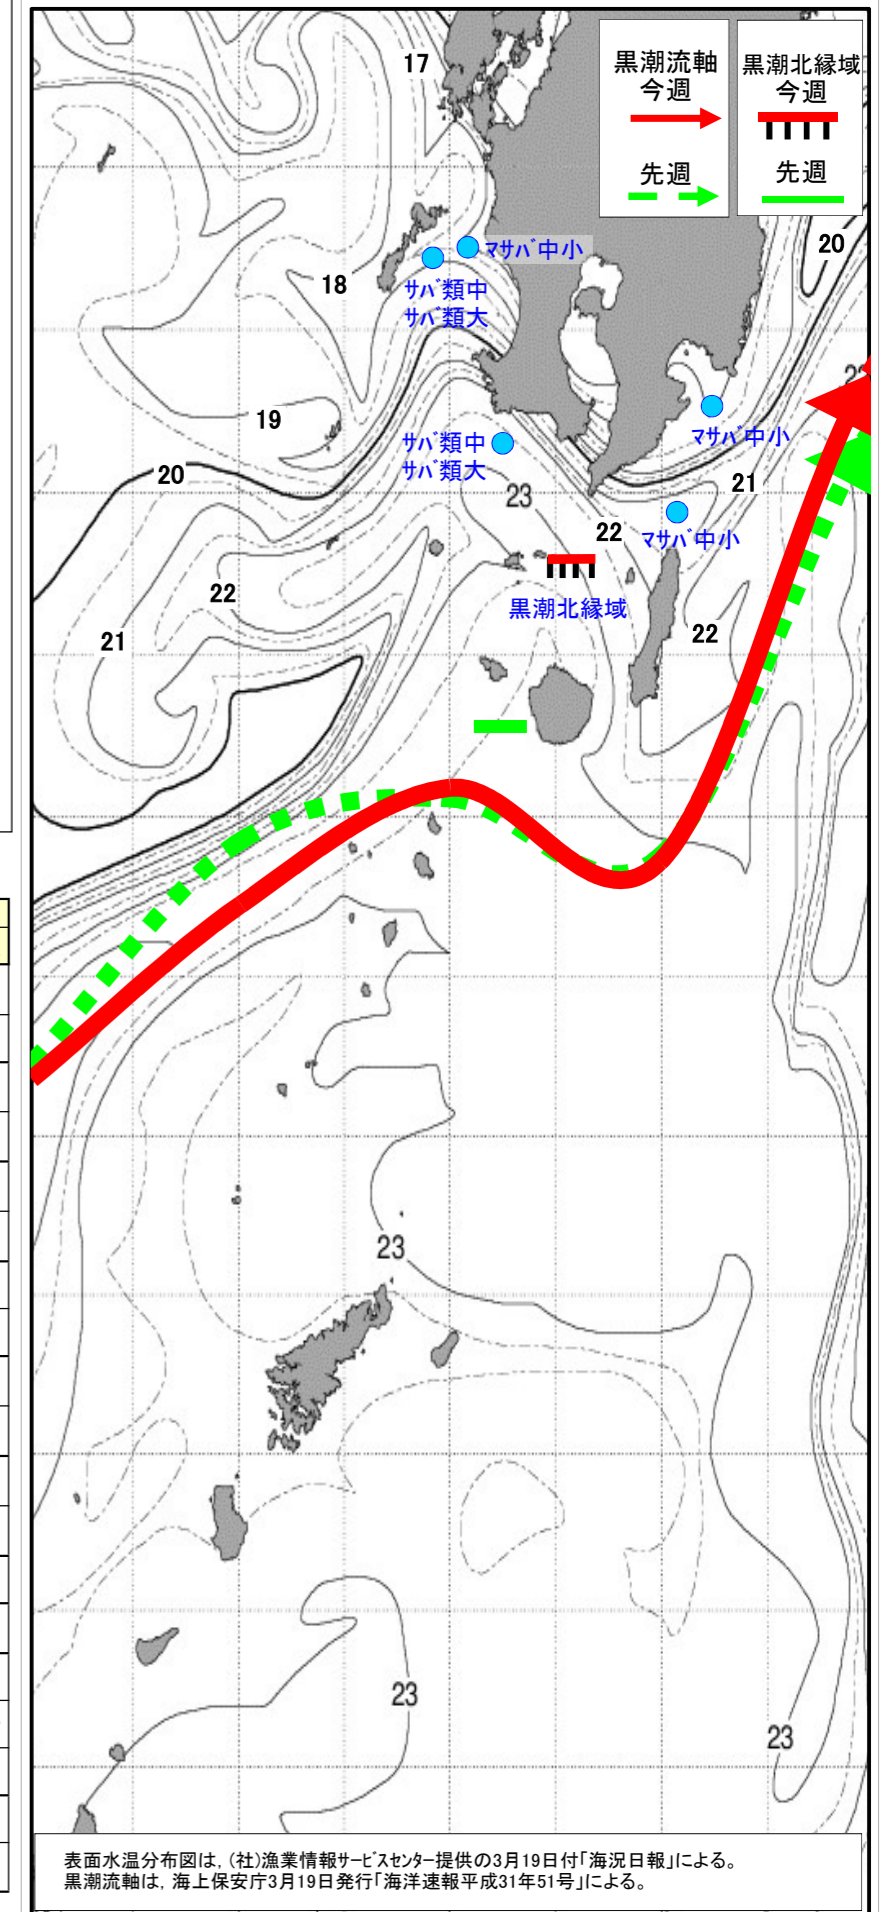 黒潮流軸
今週
先週
黒潮北縁域
今週
先週
17
20
マサバ中小
18
サバ類中
サバ類大
19
マサバ中小
サバ類中
サバ類大
20
21
23
22
マサバ中小
22
黒潮北縁域
21
22
23
23
23
表面水温分布図は，(社)漁業情報サービスセンター提供の3月19日付「海況日報」による。
黒潮流軸は，海上保安庁3月19日発行「海洋速報平成31年51号」による。